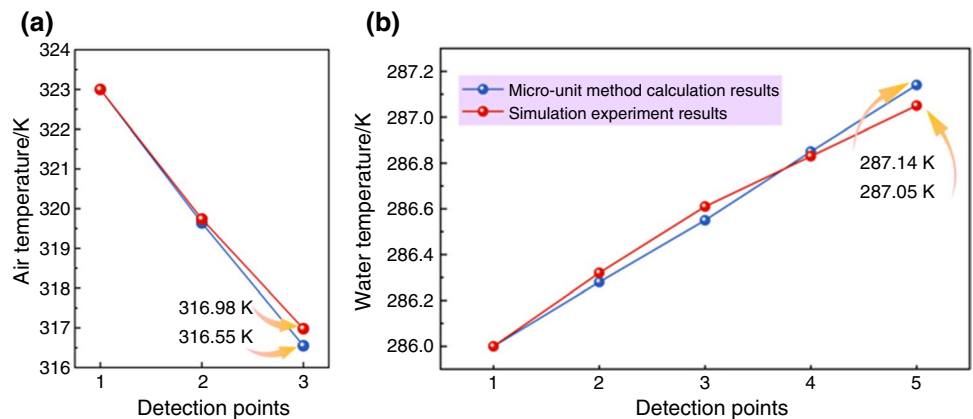 (a)
324
323
322
321
320
319
318
317
316
Air temperature/K
316.98 K
316.55 K
1 2 3
Detection points
(b)
287.2
287.0
286.8
286.6
286.4
286.2
286.0
Water temperature/K
Micro-unit method calculation results
Simulation experiment results
287.14 K
287.05 K
1 2 3 4 5
Detection points